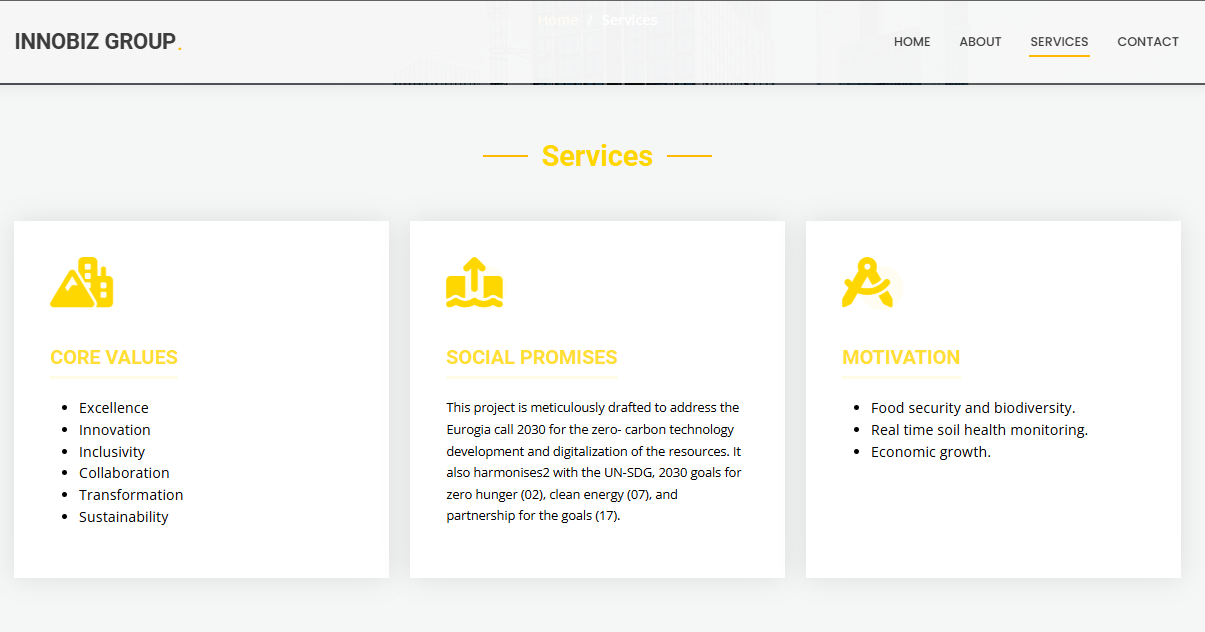 Home / Services
INNOBIZ GROUP.
HOME ABOUT SERVICES CONTACT
Services
CORE VALUES
• Excellence
• Innovation
• Inclusivity
• Collaboration
• Transformation
• Sustainability
SOCIAL PROMISES
This project is meticulously drafted to address the
Eurogia call 2030 for the zero- carbon technology
development and digitalization of the resources. It
also harmonises2 with the UN-SDG, 2030 goals for
zero hunger (02), clean energy (07), and
partnership for the goals (17).
MOTIVATION
• Food security and biodiversity.
• Real time soil health monitoring.
• Economic growth.